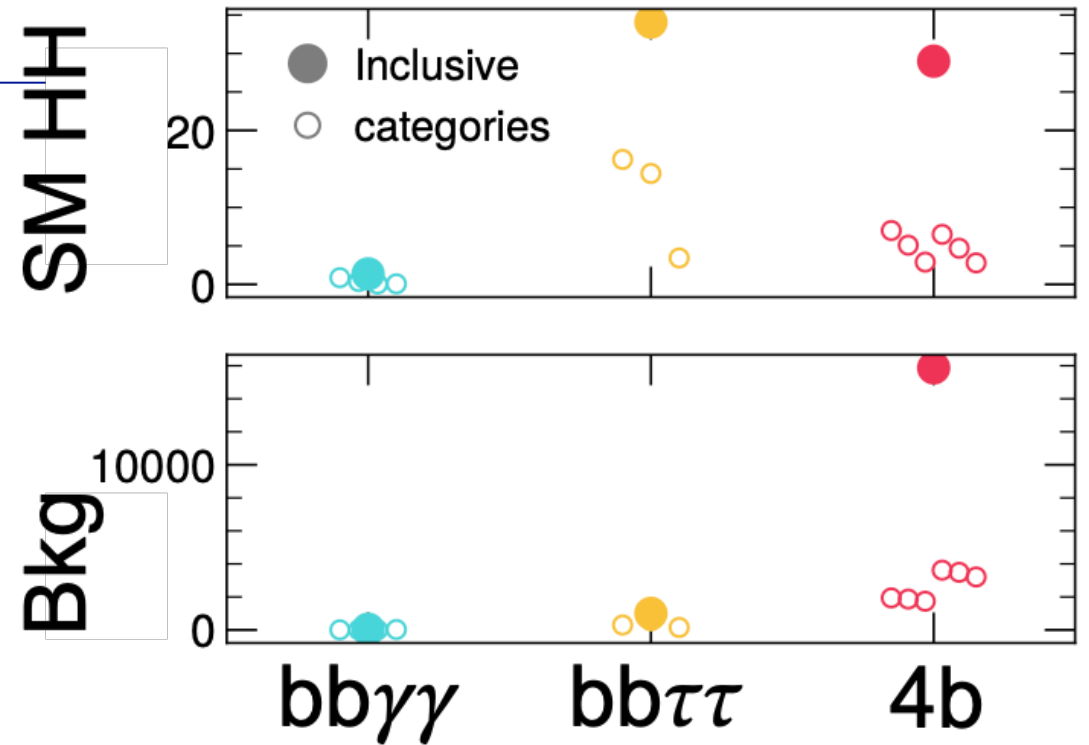 SM HH
Inclusive
categories
20
0
Bkg
10000
0
bbγγ
bbττ
4b